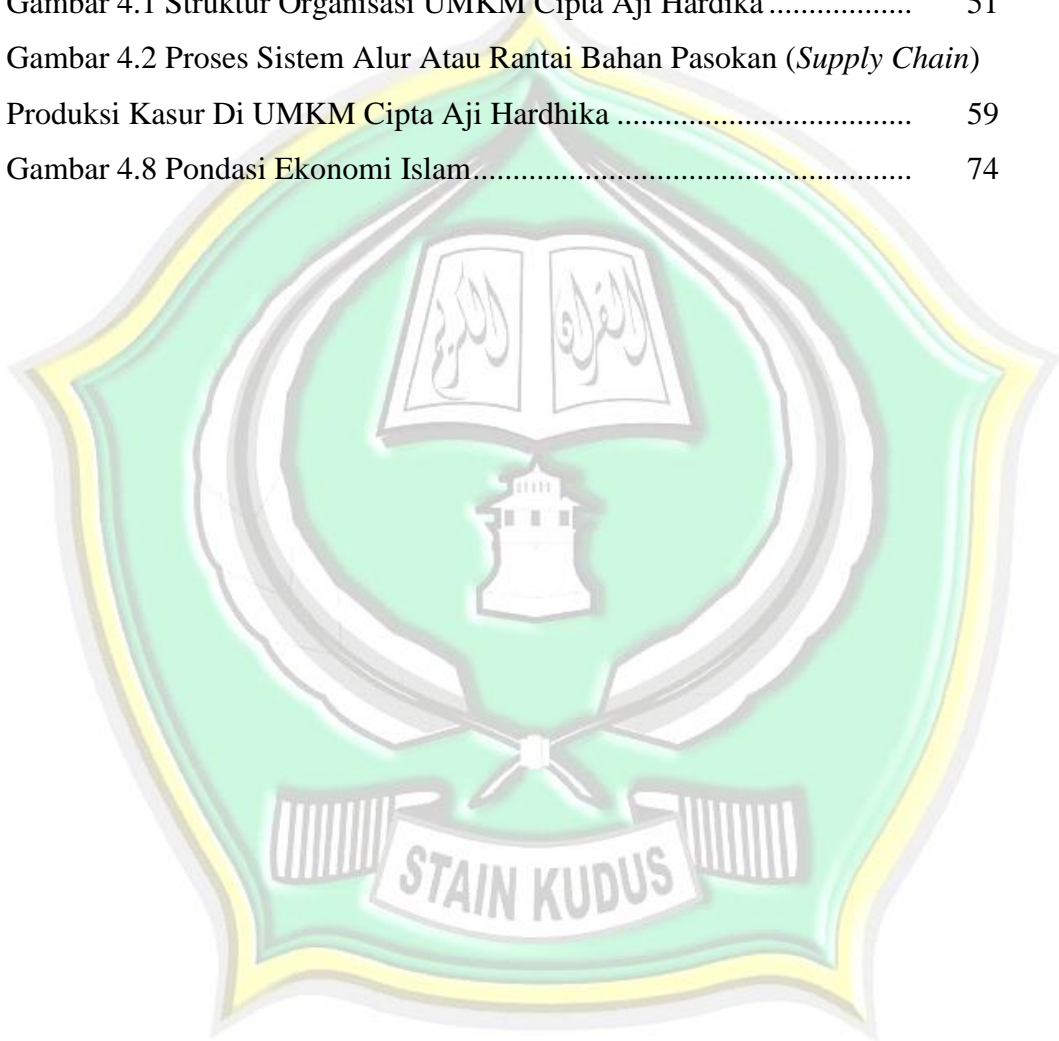 Gambar 4.1 Struktur Organisasi UMKM Cipta Aji Hardika .................. 51
Gambar 4.2 Proses Sistem Alur Atau Rantai Bahan Pasokan (Supply Chain)
Produksi Kasur Di UMKM Cipta Aji Hardhika .................................. 59
Gambar 4.8 Pondasi Ekonomi Islam.................................................. 74
القرآن
الكريم
STAIN KUDUS